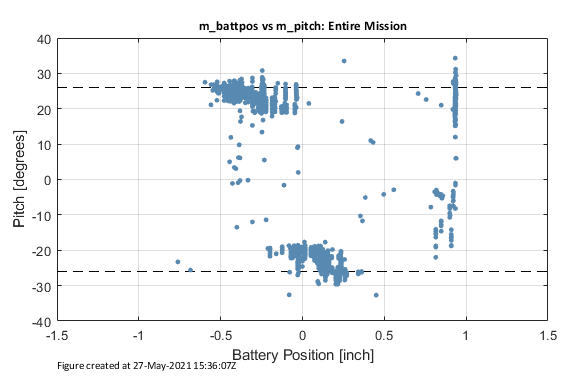 m_battpos vs m_pitch: Entire Mission
40
30
20
10
0
-10
-20
-30
-40
Pitch [degrees]
-1.5 -1 -0.5 0 0.5 1 1.5
Battery Position [inch]
Figure created at 27-May-2021 15:36:07Z